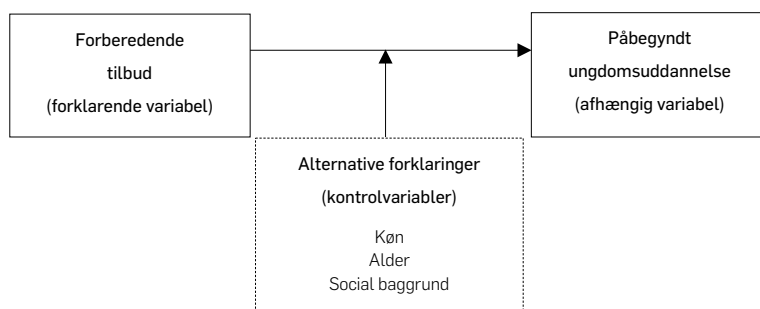 Forberedende
tilbud
(forklarende variabel)
Påbegyndt
ungdomsuddannelse
(afhængig variabel)
Alternative forklaringer
(kontrolvariabler)
Køn
Alder
Social baggrund